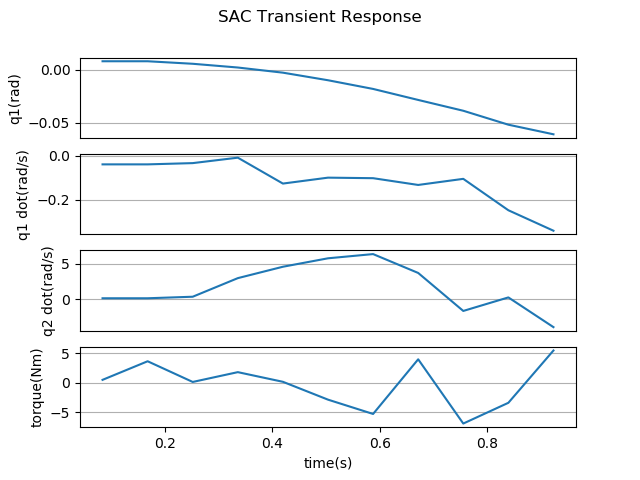 SAC Transient Response
q1(rad)
0.00
−0.05
q1 dot(rad/s)
0.0
−0.2
q2 dot(rad/s)
5
0
torque(Nm)
5
0
−5
0.2 0.4 0.6 0.8
time(s)